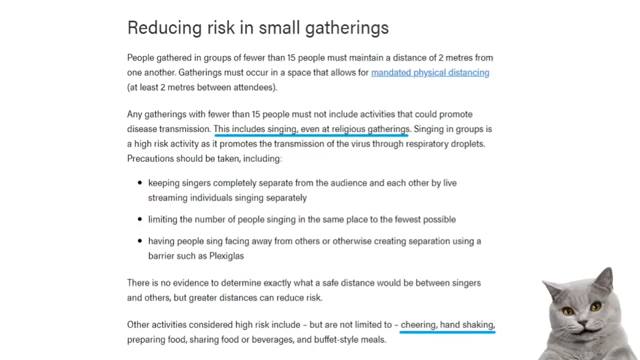 Reducing risk in small gatherings
People gathered in groups of fewer than 15 people must maintain a distance of 2 metres from
one another. Gatherings must occur in a space that allows for mandated physical distancing
(at least 2 metres between attendees).
Any gatherings with fewer than 15 people must not include activities that could promote
disease transmission. This includes singing, even at religious gatherings. Singing in groups is
a high risk activity as it promotes the transmission of the virus through respiratory droplets.
Precautions should be taken, including:
• keeping singers completely separate from the audience and each other by live
streaming individuals singing separately
• limiting the number of people singing in the same place to the fewest possible
• having people sing facing away from others or otherwise creating separation using a
barrier such as Plexiglas
There is no evidence to determine exactly what a safe distance would be between singers
and others, but greater distances can reduce risk.
Other activities considered high risk include – but are not limited to – cheering, hand shaking,
preparing food, sharing food or beverages, and buffet-style meals.